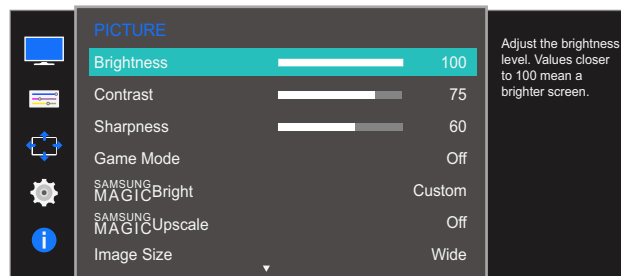 PICTURE
Brightness 100
Contrast 75
Sharpness 60
Game Mode Off
SAMSUNG
MAGICBright Custom
SAMSUNG
MAGICUpscale Off
Image Size Wide
Adjust the brightness
level. Values closer
to 100 mean a
brighter screen.
i